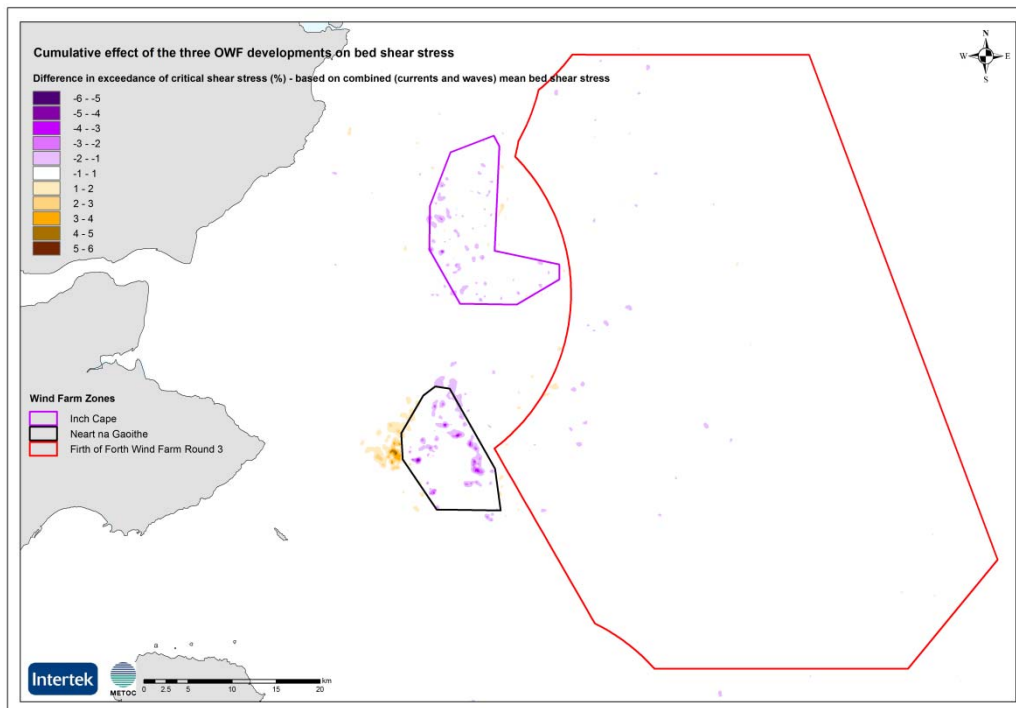 Cumulative effect of the three OWF developments on bed shear stress
Difference in exceedance of critical shear stress (%) - based on combined (currents and waves) mean bed shear stress
-6 - -5
-5 - -4
-4 - -3
-3 - -2
-2 - -1
-1 - 1
1 - 2
2 - 3
3 - 4
4 - 5
5 - 6
N
W E
S
Wind Farm Zones
Inch Cape
Neart na Gaoithe
Firth of Forth Wind Farm Round 3
Intertek
METOC
km
0 2.5 5 10 15 20